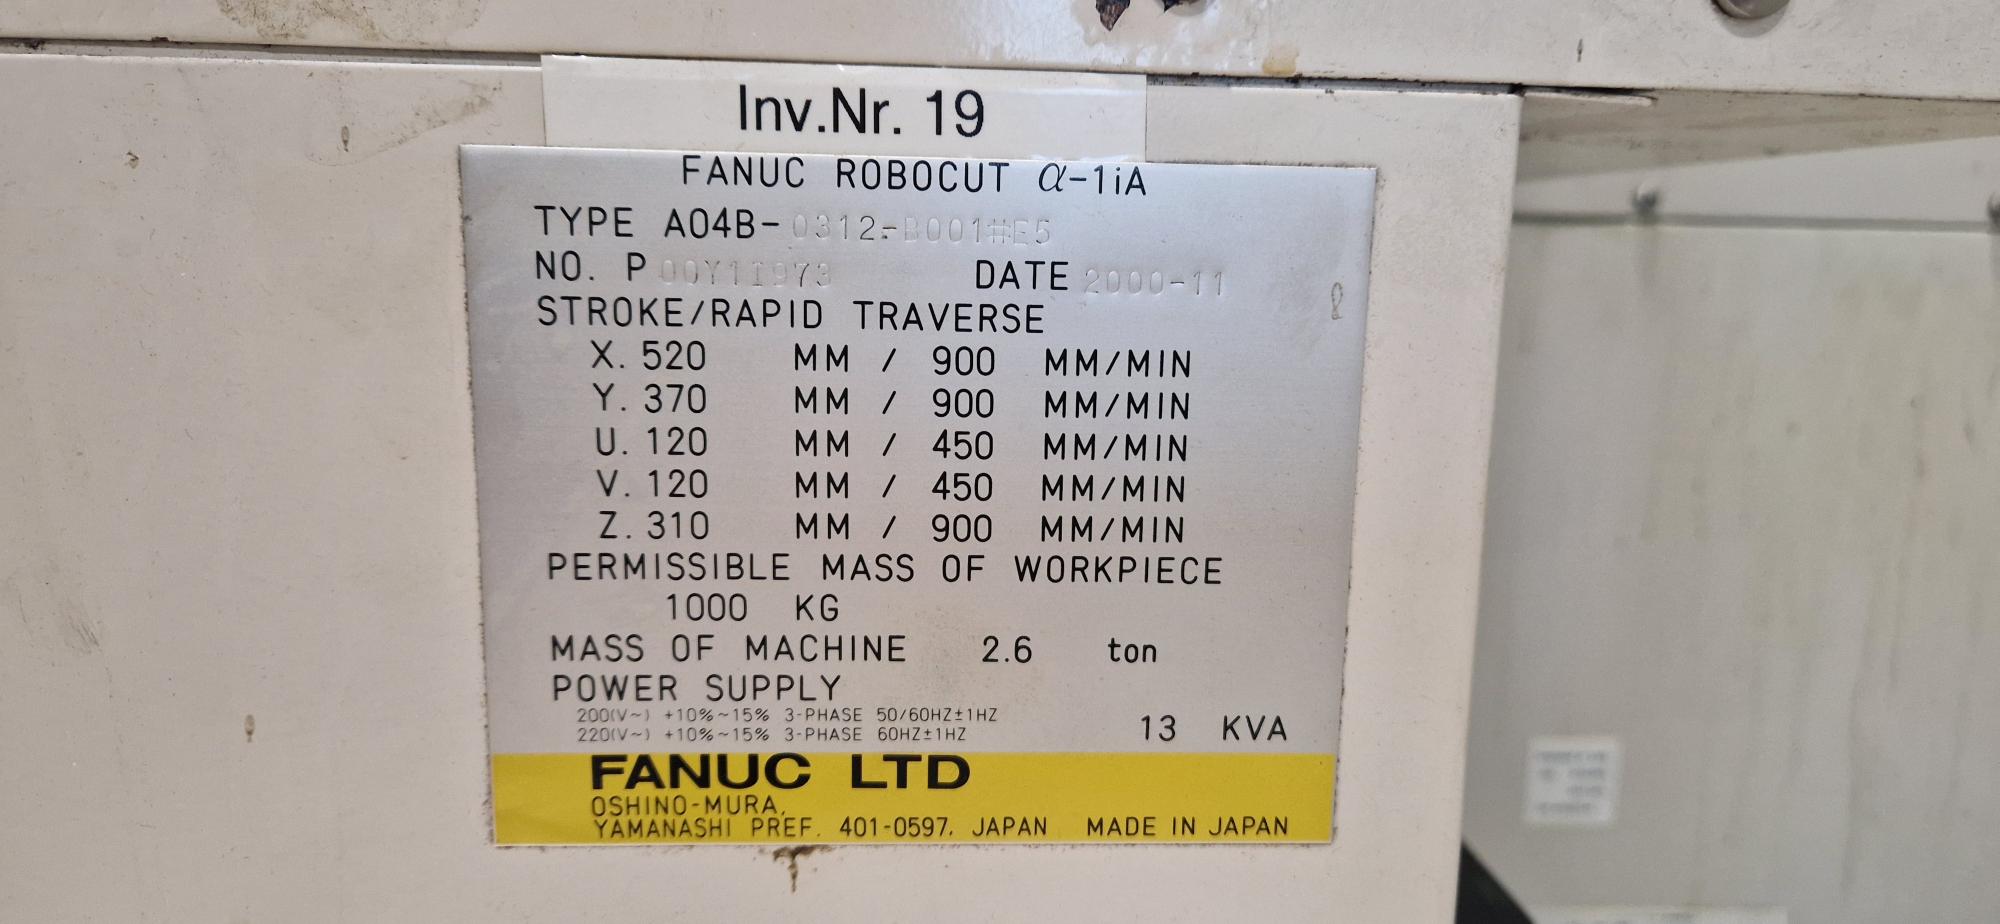 Inv.Nr. 19
FANUC ROBOCUT α-1iA
TYPE A04B-0312-B001#E5
NO. P 00Y11973 DATE 2000-11
STROKE/RAPID TRAVERSE
X. 520 MM / 900 MM/MIN
Y. 370 MM / 900 MM/MIN
U. 120 MM / 450 MM/MIN
V. 120 MM / 450 MM/MIN
Z. 310 MM / 900 MM/MIN
PERMISSIBLE MASS OF WORKPIECE
1000 KG
MASS OF MACHINE 2.6 ton
POWER SUPPLY
200(V~) +10%~15% 3-PHASE 50/60HZ±1HZ
220(V~) +10%~15% 3-PHASE 60HZ±1HZ
13 KVA
FANUC LTD
OSHINO-MURA,
YAMANASHI PREF. 401-0597, JAPAN MADE IN JAPAN